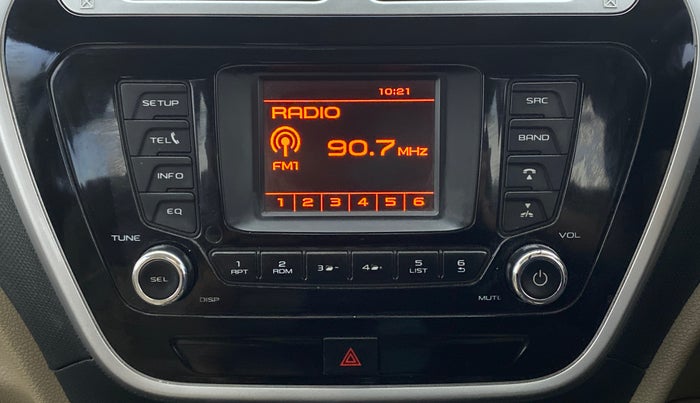 10:21
RADIO
90.7 MHz
FM1
1 2 3 4 5 6
SETUP
TEL
INFO
EQ
SRC
BAND
TUNE
VOL
SEL
DISP
MUTE
1 RPT
2 RDM
3 -
4 +
5 LIST
6